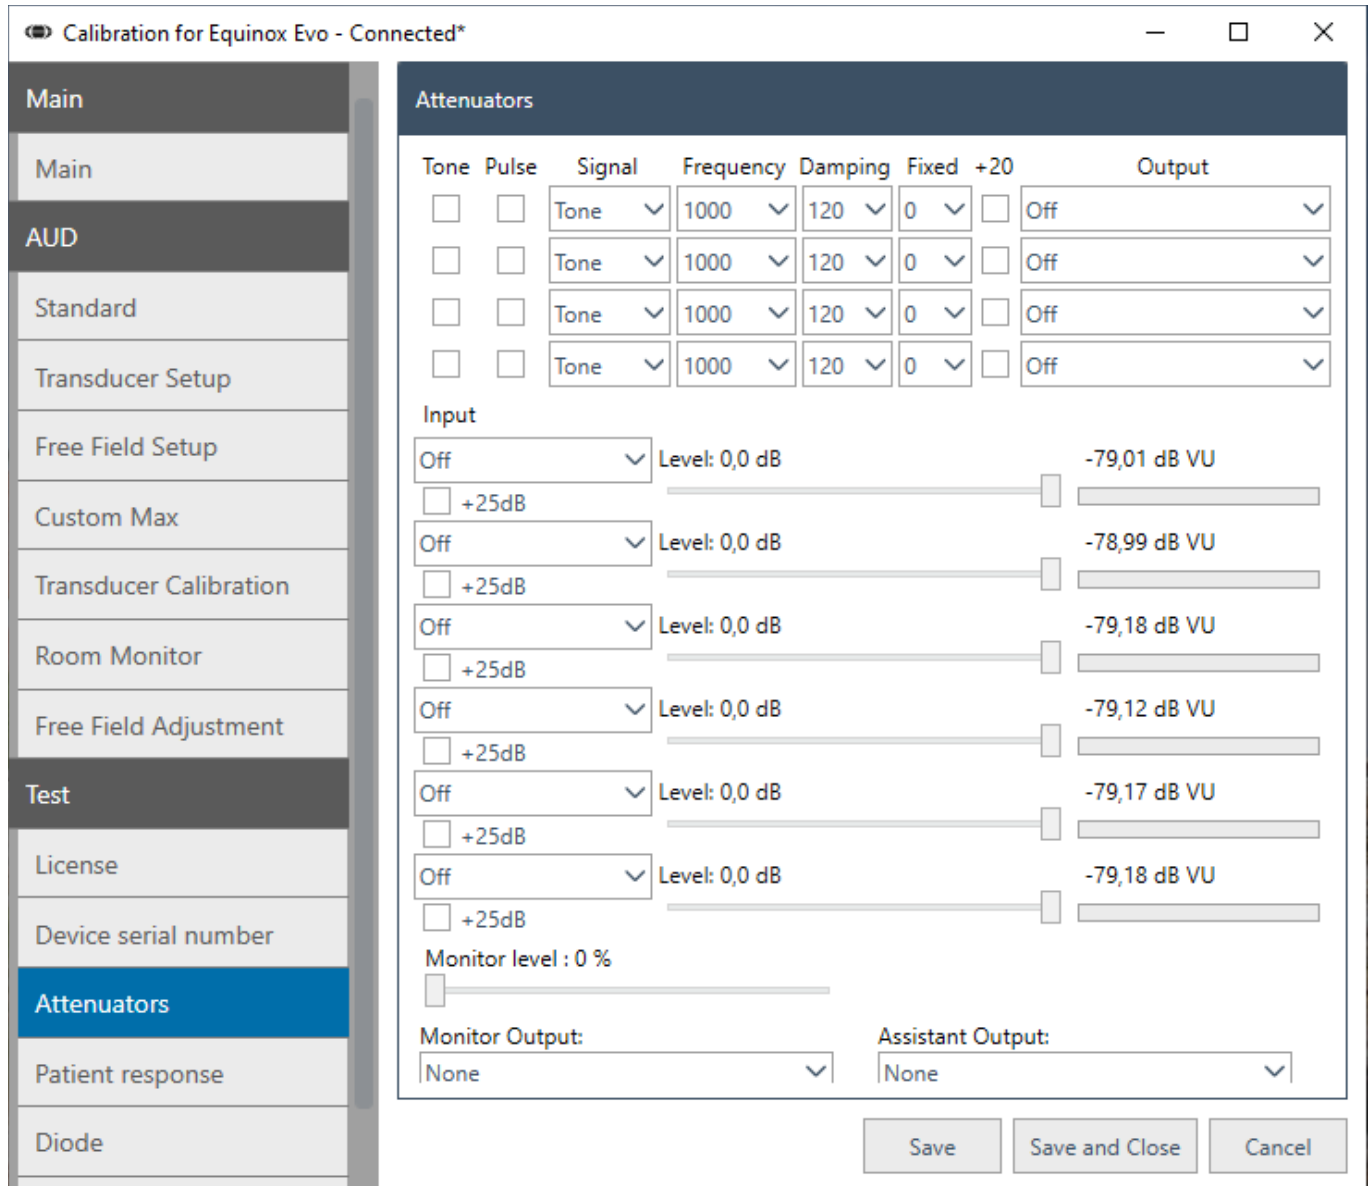 Calibration for Equinox Evo - Connected*
Main
Main
AUD
Standard
Transducer Setup
Free Field Setup
Custom Max
Transducer Calibration
Room Monitor
Free Field Adjustment
Test
License
Device serial number
Attenuators
Patient response
Diode
Attenuators
Tone Pulse Signal Frequency Damping Fixed +20 Output
Tone 1000 120 0 Off
Tone 1000 120 0 Off
Tone 1000 120 0 Off
Tone 1000 120 0 Off
Input
Off Level: 0,0 dB -79,01 dB VU
+25dB
Off Level: 0,0 dB -78,99 dB VU
+25dB
Off Level: 0,0 dB -79,18 dB VU
+25dB
Off Level: 0,0 dB -79,12 dB VU
+25dB
Off Level: 0,0 dB -79,17 dB VU
+25dB
Off Level: 0,0 dB -79,18 dB VU
+25dB
Monitor level : 0 %
Monitor Output: Assistant Output:
None None
Save Save and Close Cancel